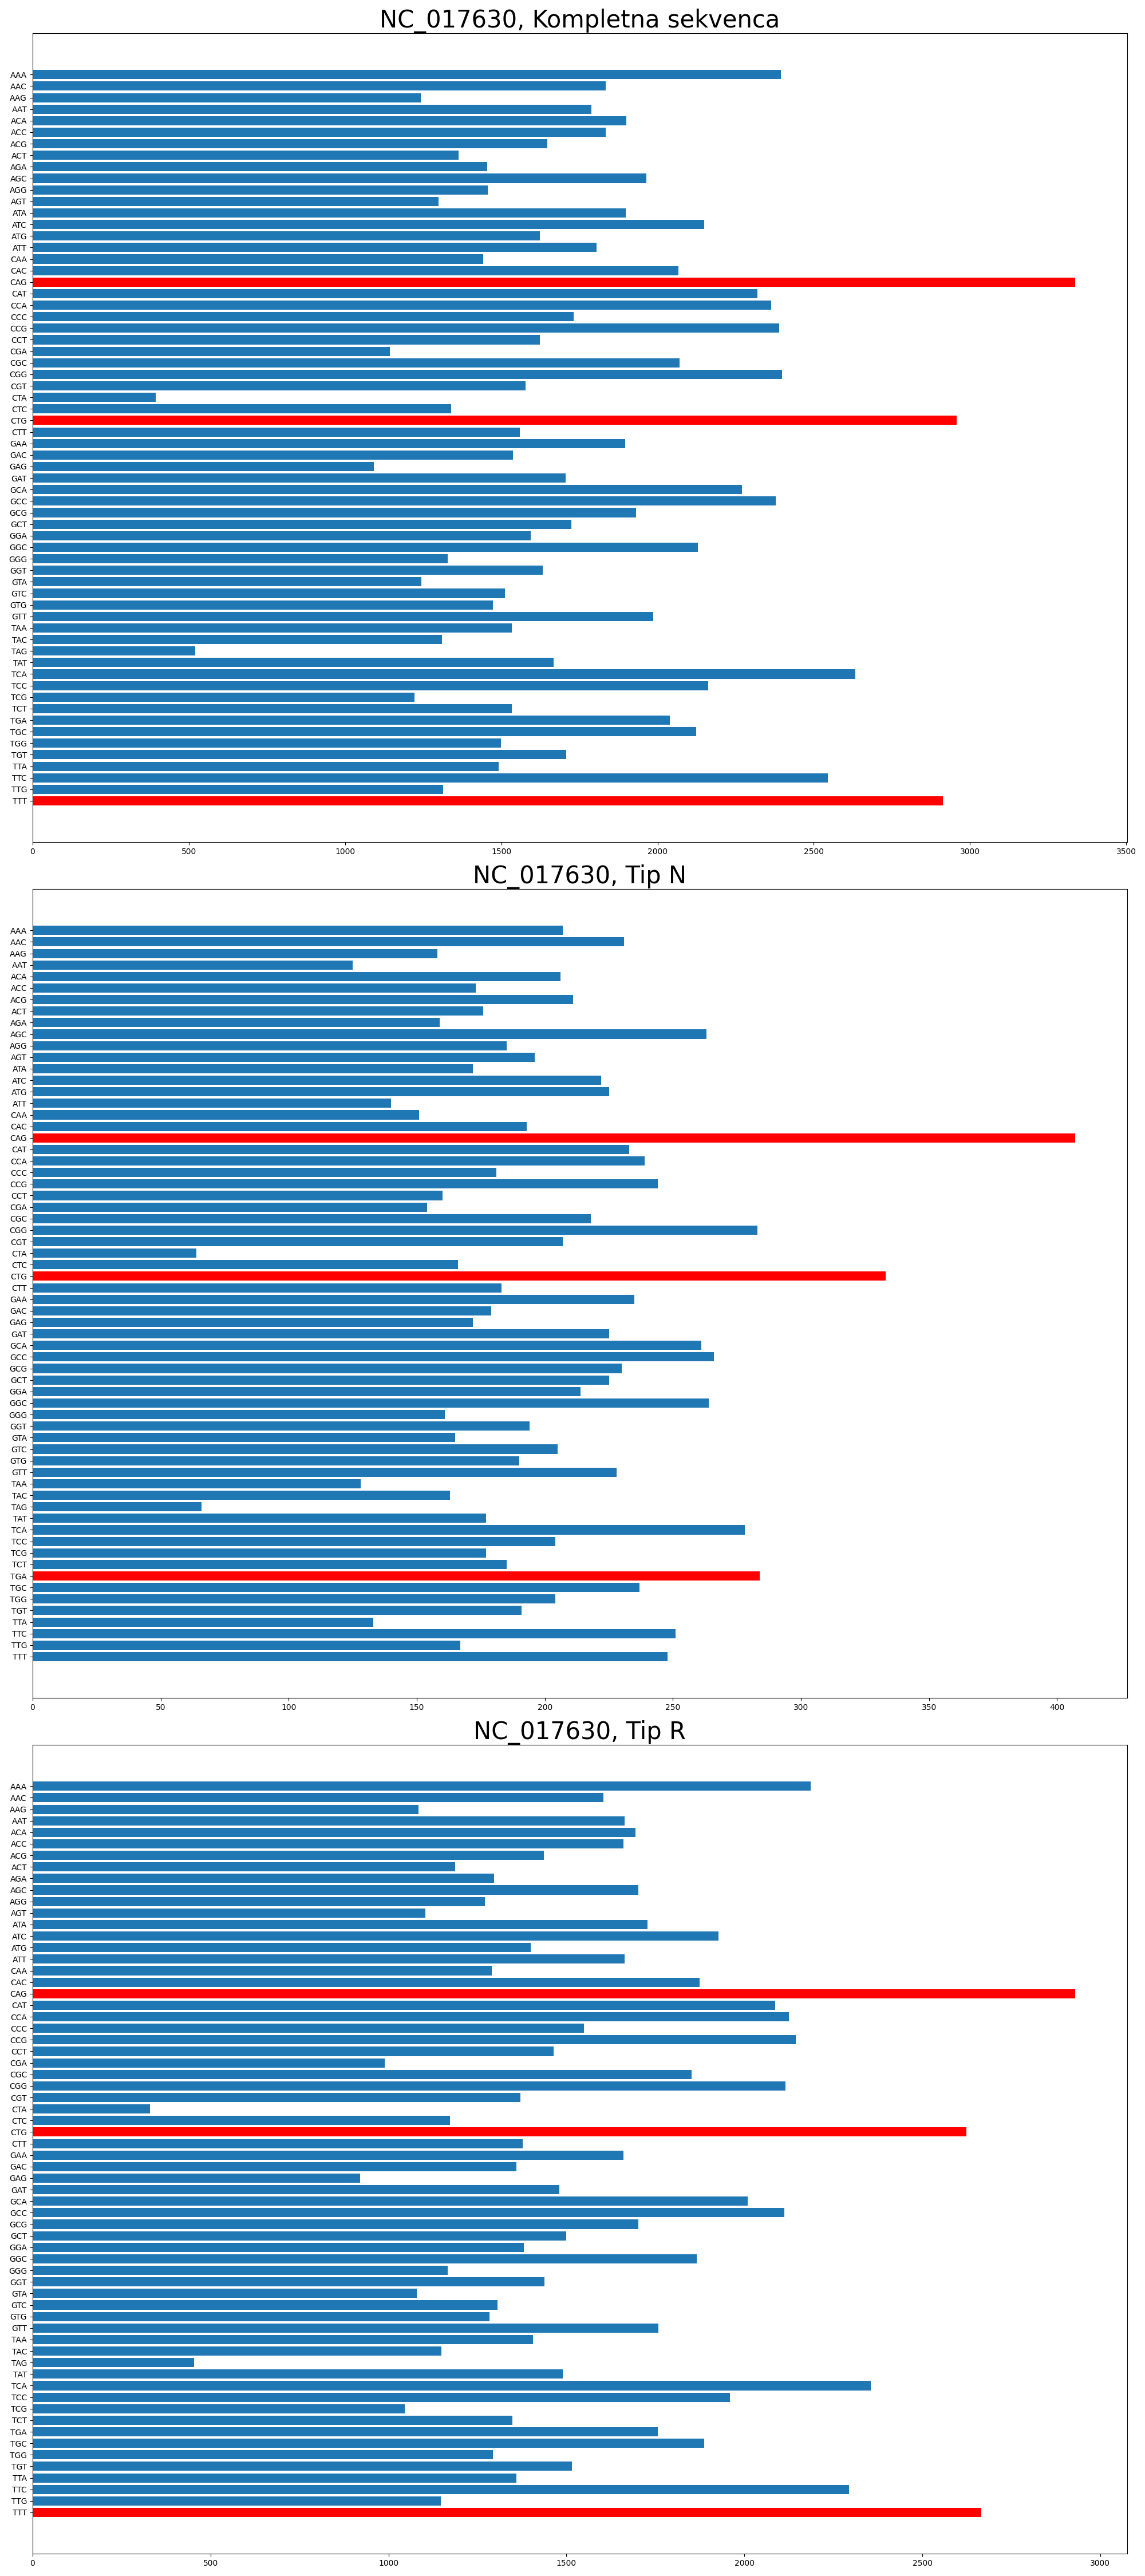 NC_017630, Kompletna sekvenca
AAA
AAC
AAG
AAT
ACA
ACC
ACG
ACT
AGA
AGC
AGG
AGT
ATA
ATC
ATG
ATT
CAA
CAC
CAG
CAT
CCA
CCC
CCG
CCT
CGA
CGC
CGG
CGT
CTA
CTC
CTG
CTT
GAA
GAC
GAG
GAT
GCA
GCC
GCG
GCT
GGA
GGC
GGG
GGT
GTA
GTC
GTG
GTT
TAA
TAC
TAG
TAT
TCA
TCC
TCG
TCT
TGA
TGC
TGG
TGT
TTA
TTC
TTG
TTT
0 500 1000 1500 2000 2500 3000 3500
NC_017630, Tip N
AAA
AAC
AAG
AAT
ACA
ACC
ACG
ACT
AGA
AGC
AGG
AGT
ATA
ATC
ATG
ATT
CAA
CAC
CAG
CAT
CCA
CCC
CCG
CCT
CGA
CGC
CGG
CGT
CTA
CTC
CTG
CTT
GAA
GAC
GAG
GAT
GCA
GCC
GCG
GCT
GGA
GGC
GGG
GGT
GTA
GTC
GTG
GTT
TAA
TAC
TAG
TAT
TCA
TCC
TCG
TCT
TGA
TGC
TGG
TGT
TTA
TTC
TTG
TTT
0 50 100 150 200 250 300 350 400
NC_017630, Tip R
AAA
AAC
AAG
AAT
ACA
ACC
ACG
ACT
AGA
AGC
AGG
AGT
ATA
ATC
ATG
ATT
CAA
CAC
CAG
CAT
CCA
CCC
CCG
CCT
CGA
CGC
CGG
CGT
CTA
CTC
CTG
CTT
GAA
GAC
GAG
GAT
GCA
GCC
GCG
GCT
GGA
GGC
GGG
GGT
GTA
GTC
GTG
GTT
TAA
TAC
TAG
TAT
TCA
TCC
TCG
TCT
TGA
TGC
TGG
TGT
TTA
TTC
TTG
TTT
0 500 1000 1500 2000 2500 3000